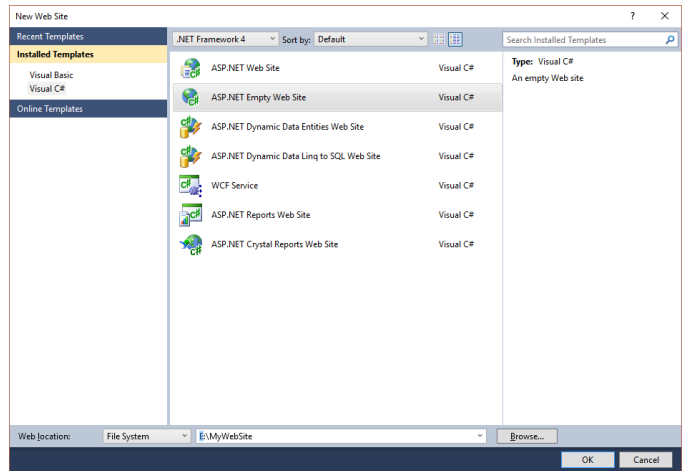 New Web Site
? ×
Recent Templates
Installed Templates
Visual Basic
Visual C#
Online Templates
.NET Framework 4
Sort by: Default
Search Installed Templates
ASP.NET Web Site Visual C#
ASP.NET Empty Web Site Visual C#
ASP.NET Dynamic Data Entities Web Site Visual C#
ASP.NET Dynamic Data Linq to SQL Web Site Visual C#
WCF Service Visual C#
ASP.NET Reports Web Site Visual C#
ASP.NET Crystal Reports Web Site Visual C#
Type: Visual C#
An empty Web site
Web location: File System E:\MyWebSite Browse...
OK Cancel